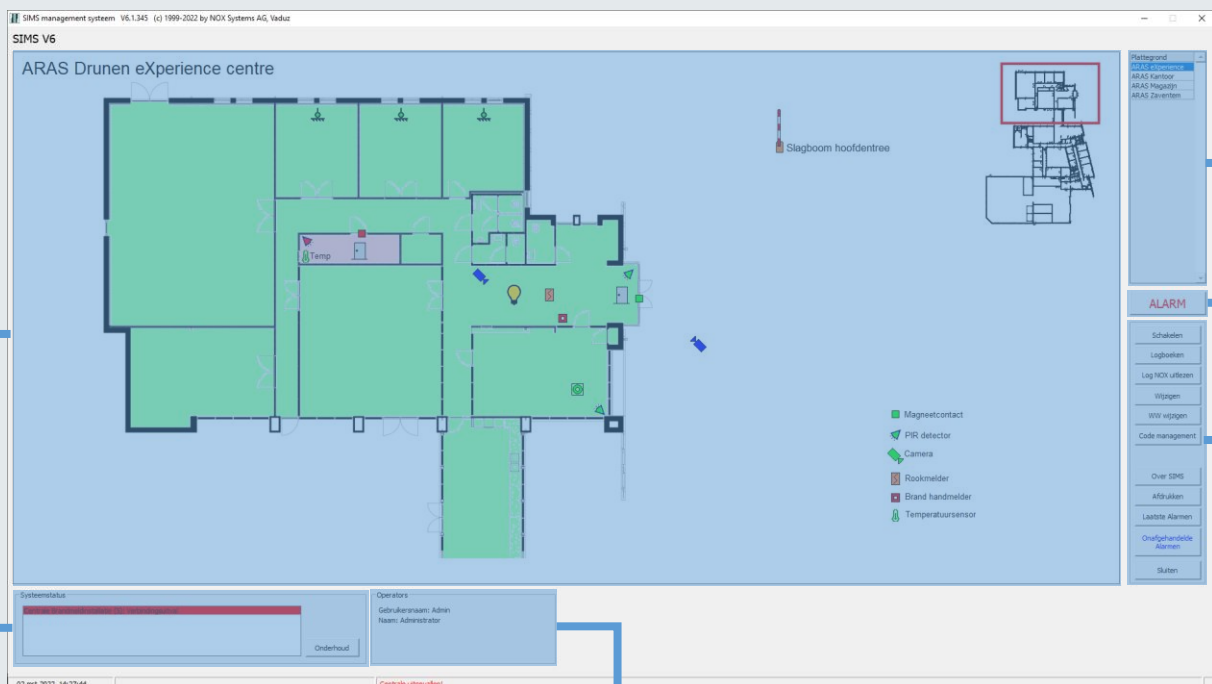 SIMS management systeem V6.1.345 (c) 1999-2022 by NOX Systems AG, Vaduz
SIMS V6
ARAS Drunen eXperience centre
Slagboom hoofdentree
Temp
Magneetcontact
PIR detector
Camera
Rookmelder
Brand handmelder
Temperatuursensor
Plattegrond
ARAS eXperience
ARAS Kantoor
ARAS Magazijn
ARAS Zaventem
ALARM
Schakelen
Logboeken
Log NOX uitlezen
Wijzigen
WW wijzigen
Code management
Over SIMS
Afdrukken
Laatste Alarmen
Onafgehandelde
Alarmen
Sluiten
Systeemstatus
Onderhoud
Operators
Gebruikersnaam: Admin
Naam: Administrator